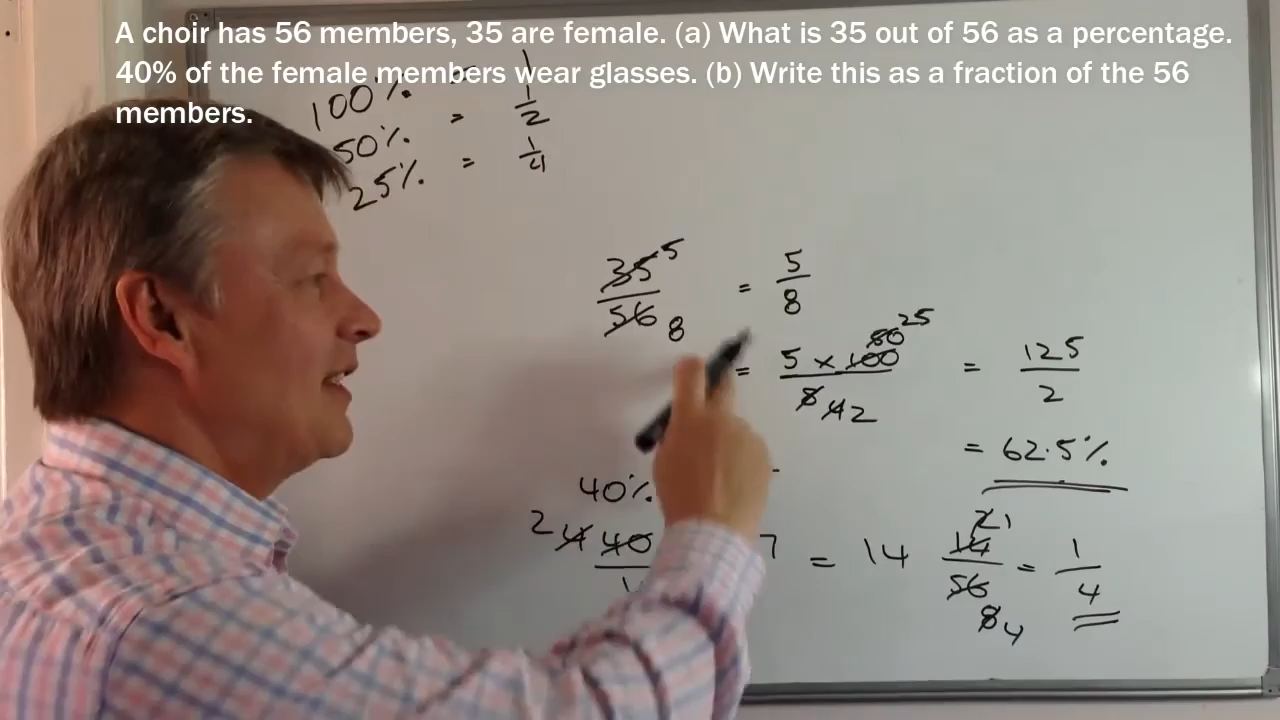 A choir has 56 members, 35 are female. (a) What is 35 out of 56 as a percentage.
40% of the female members wear glasses. (b) Write this as a fraction of the 56
members.
100% =
50% = 1/2
25% = 1/4
35 5
56 8
= 5/8
= 5 × 100 50 25
8 4 2
= 125/2
= 62.5%
40%
2 4 40
7 = 14
14 2 1
56 8 4
= 1/4